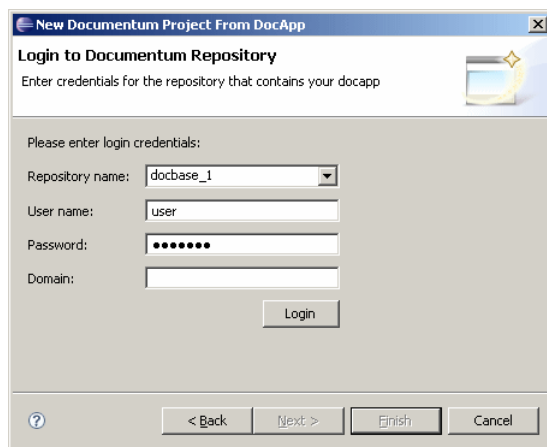 New Documentum Project From DocApp
Login to Documentum Repository
Enter credentials for the repository that contains your docapp
Please enter login credentials:
Repository name: docbase_1
User name: user
Password: ●●●●●●●
Domain:
Login
< Back Next > Finish Cancel